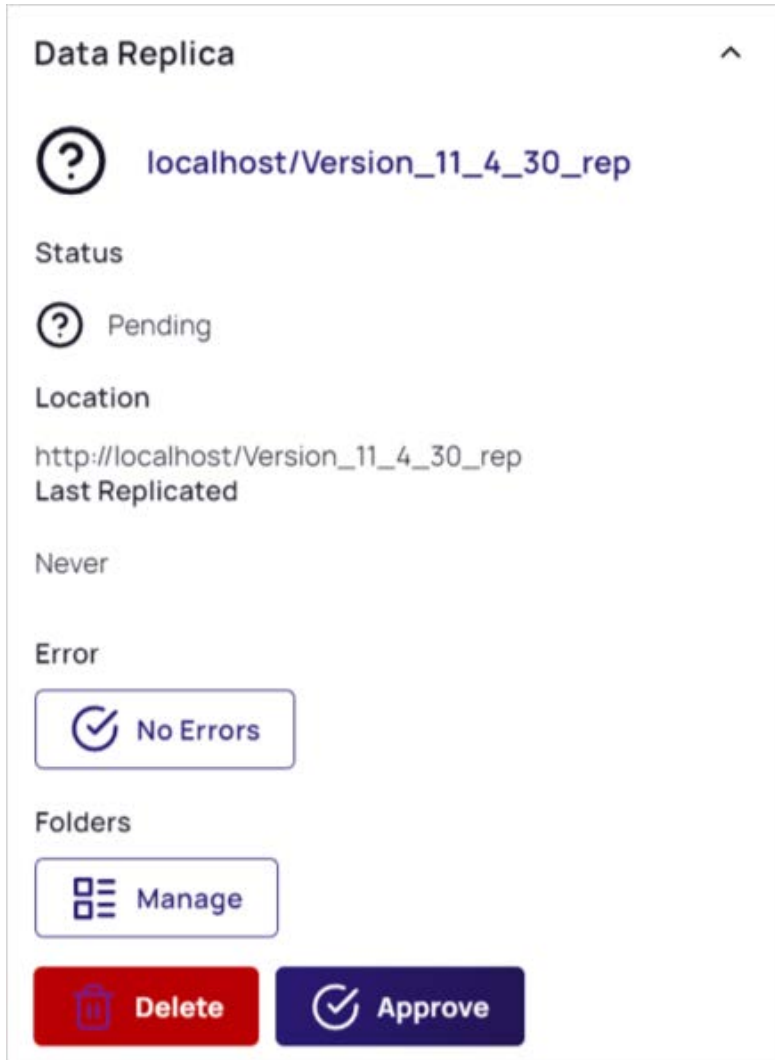 Data Replica
localhost/Version_11_4_30_rep
Status
Pending
Location
http://localhost/Version_11_4_30_rep
Last Replicated
Never
Error
No Errors
Folders
Manage
Delete
Approve